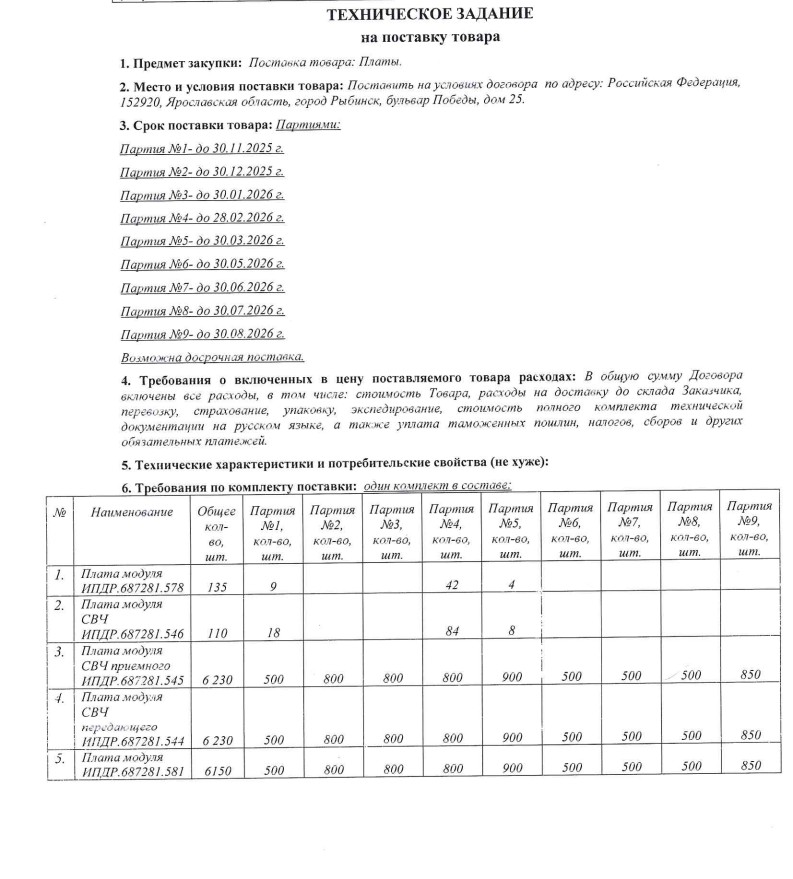 ТЕХНИЧЕСКОЕ ЗАДАНИЕ
на поставку товара
1. Предмет закупки: Поставка товара: Платы.
2. Место и условия поставки товара: Поставить на условиях договора по адресу: Российская Федерация,
152920, Ярославская область, город Рыбинск, бульвар Победы, дом 25.
3. Срок поставки товара: Партиями:
Партия №1- до 30.11.2025 г.
Партия №2- до 30.12.2025 г.
Партия №3- до 30.01.2026 г.
Партия №4- до 28.02.2026 г.
Партия №5- до 30.03.2026 г.
Партия №6- до 30.05.2026 г.
Партия №7- до 30.06.2026 г.
Партия №8- до 30.07.2026 г.
Партия №9- до 30.08.2026 г.
Возможна досрочная поставка.
4. Требования о включенных в цену поставляемого товара расходах: В общую сумму Договора
включены все расходы, в том числе: стоимость Товара, расходы на доставку до склада Заказчика,
перевозку, страхование, упаковку, экспедирование, стоимость полного комплекта технической
документации на русском языке, а также уплата таможенных пошлин, налогов, сборов и других
обязательных платежей.
5. Технические характеристики и потребительские свойства (не хуже):
6. Требования по комплекту поставки: один комплект в составе:
№ Наименование Общее Партия Партия Партия Партия Партия Партия Партия Партия Партия
кол- №1, №2, №3, №4, №5, №6, №7, №8, №9,
во, кол-во, кол-во, кол-во, кол-во, кол-во, кол-во, кол-во, кол-во, кол-во,
шт. шт. шт. шт. шт. шт. шт. шт. шт. шт.
1. Плата модуля
ИПДР.687281.578 135 9 42 4
2. Плата модуля
СВЧ
ИПДР.687281.546 110 18 84 8
3. Плата модуля
СВЧ приемного
ИПДР.687281.545 6 230 500 800 800 800 900 500 500 500 850
4. Плата модуля
СВЧ
передающего
ИПДР.687281.544 6 230 500 800 800 800 900 500 500 500 850
5. Плата модуля
ИПДР.687281.581 6150 500 800 800 800 900 500 500 500 850